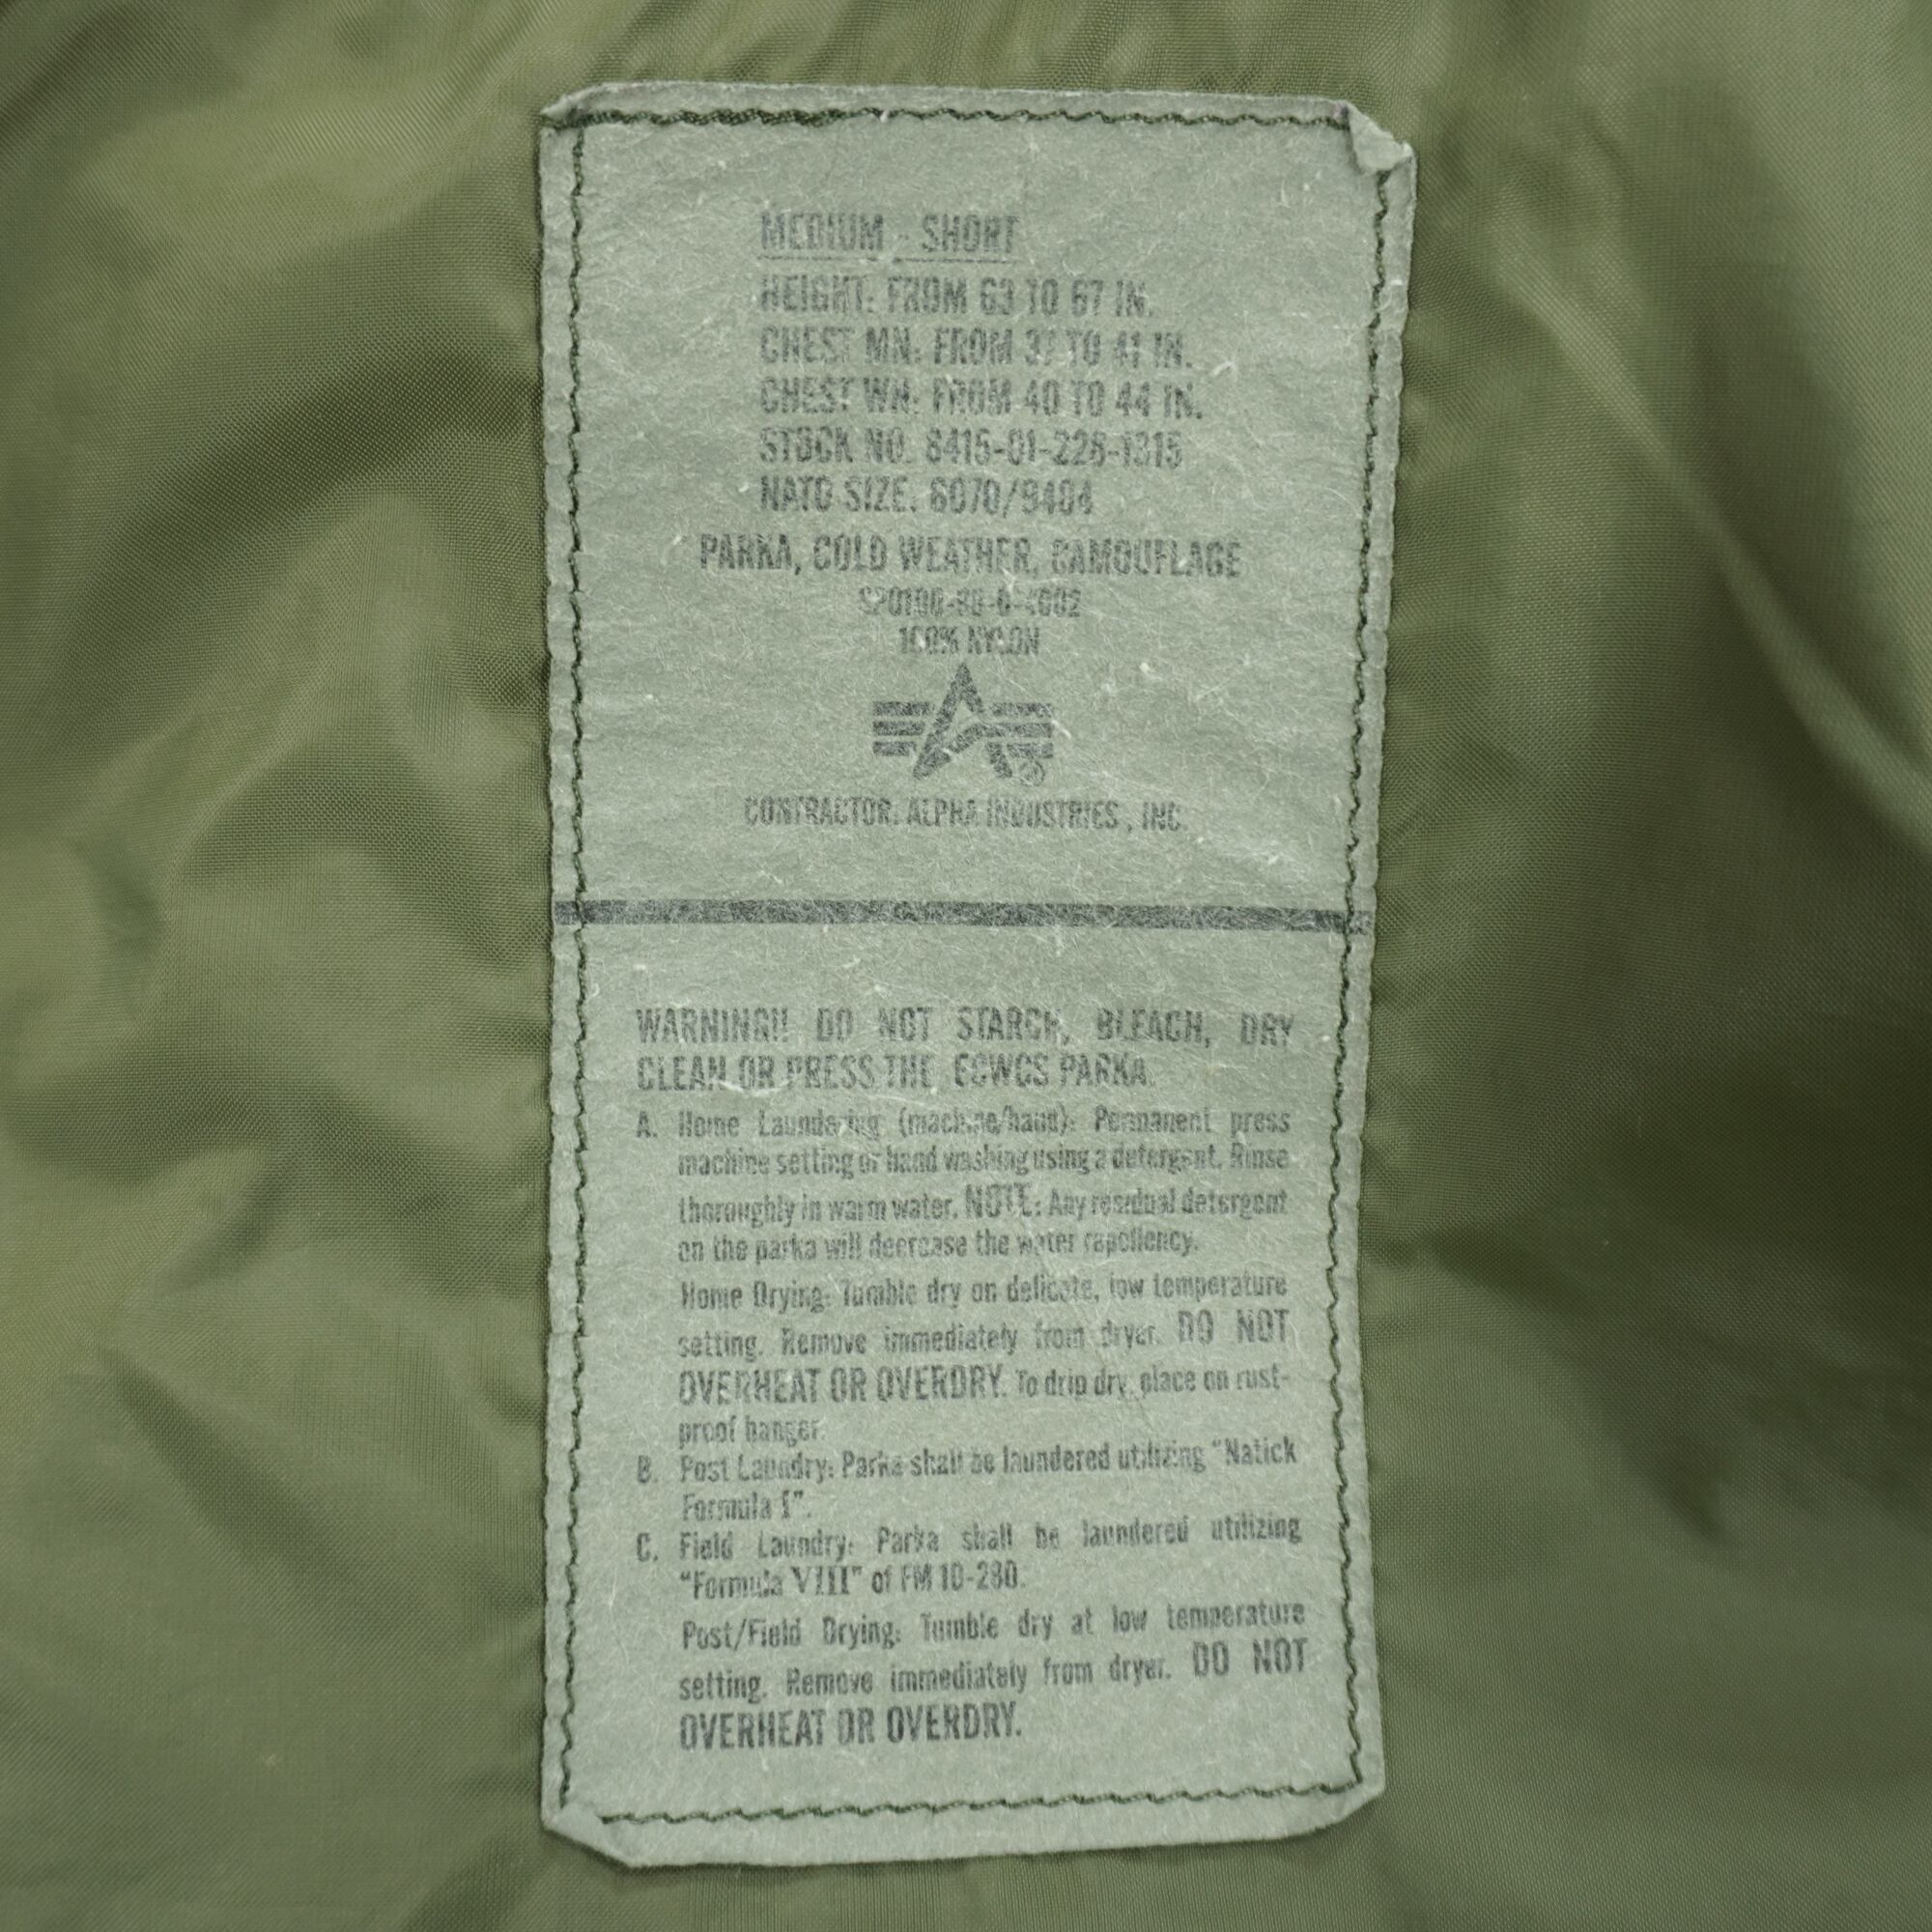 MEDIUM - SHORT
HEIGHT: FROM 63 TO 67 IN.
CHEST MN: FROM 37 TO 41 IN.
CHEST WN: FROM 40 TO 44 IN.
STOCK NO. 8415-01-228-1315
NATO SIZE: 6070/9404
PARKA, COLD WEATHER, CAMOUFLAGE
100% NYLON
CONTRACTOR: ALPHA INDUSTRIES, INC.
WARNING!! DO NOT STARCH, BLEACH, DRY
CLEAN OR PRESS THE ECWCS PARKA.
A. Home Laundering (machine/hand): Permanent press
machine setting or hand washing using a detergent. Rinse
thoroughly in warm water. NOTE: Any residual detergent
on the parka will decrease the water repellency.
Home Drying: Tumble dry on delicate, low temperature
setting. Remove immediately from dryer. DO NOT
OVERHEAT OR OVERDRY. To drip dry, place on rust-
proof hanger.
B. Post Laundry: Parka shall be laundered utilizing "Natick
Formula I".
C. Field Laundry: Parka shall be laundered utilizing
"Formula VIII" of FM 10-280.
Post/Field Drying: Tumble dry at low temperature
setting. Remove immediately from dryer. DO NOT
OVERHEAT OR OVERDRY.